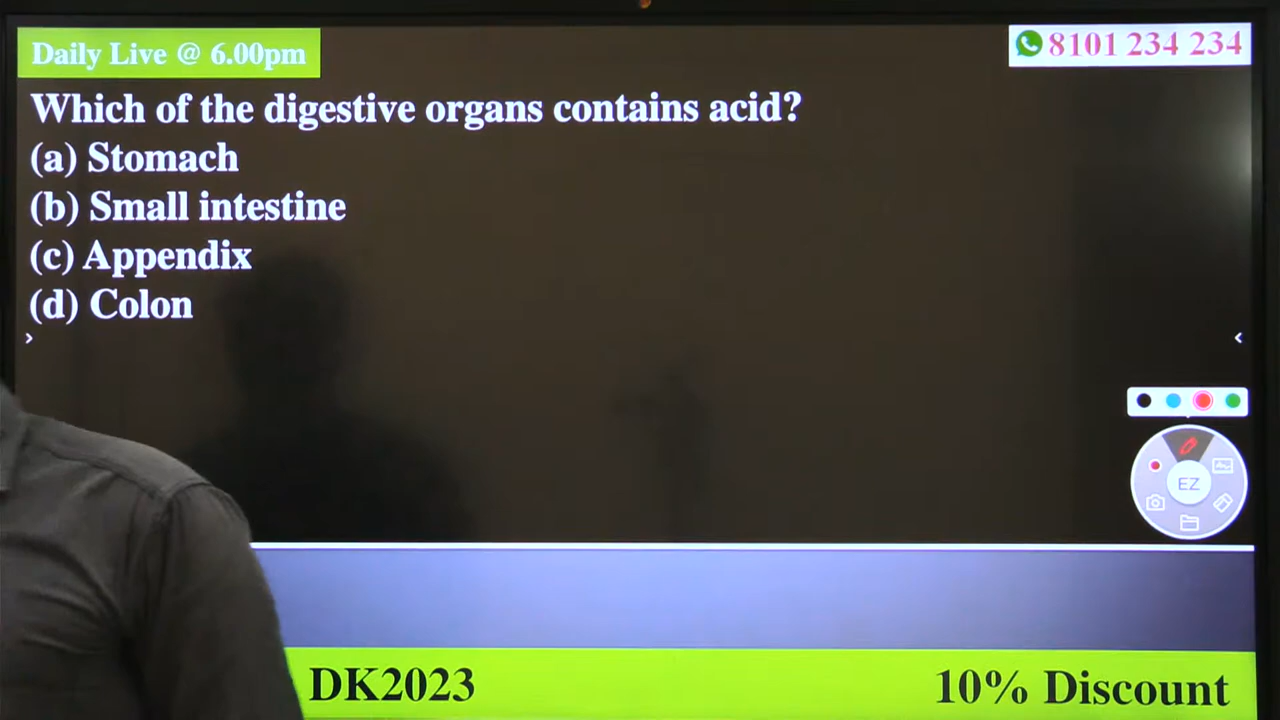 Daily Live @ 6.00pm
8101 234 234
Which of the digestive organs contains acid?
(a) Stomach
(b) Small intestine
(c) Appendix
(d) Colon
EZ
DK2023
10% Discount